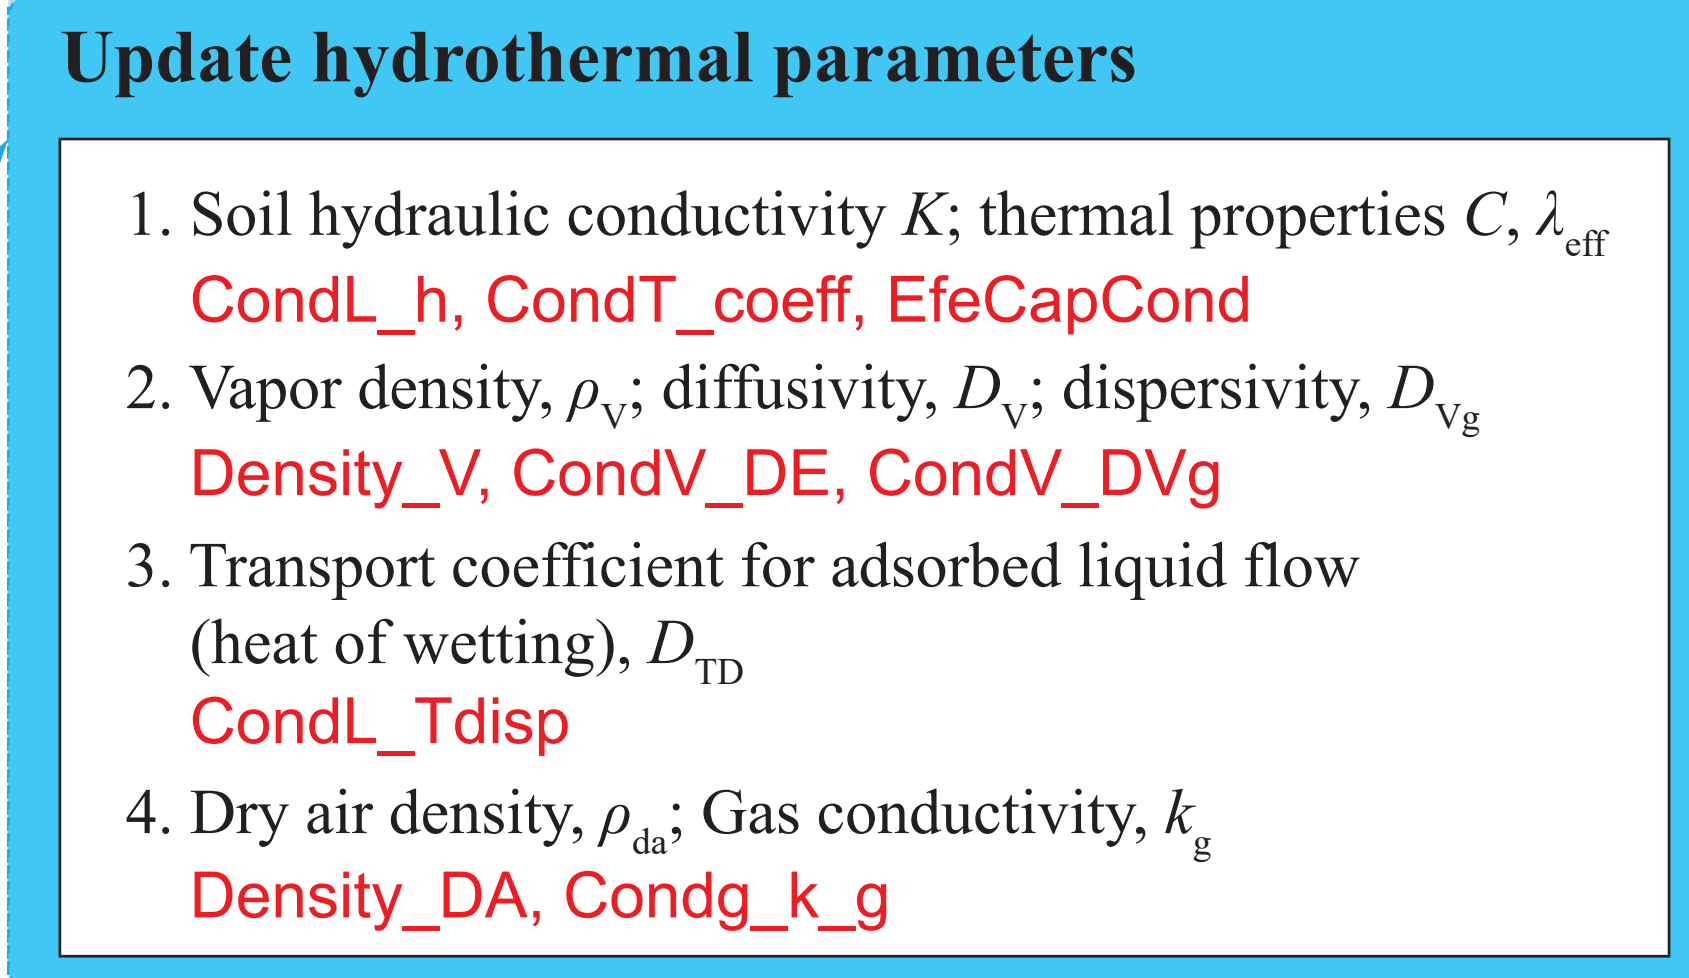 Update hydrothermal parameters
1. Soil hydraulic conductivity K; thermal properties C, λeff
CondL_h, CondT_coeff, EfeCapCond
2. Vapor density, ρV; diffusivity, DV; dispersivity, DVg
Density_V, CondV_DE, CondV_DVg
3. Transport coefficient for adsorbed liquid flow
(heat of wetting), DTD
CondL_Tdisp
4. Dry air density, ρda; Gas conductivity, kg
Density_DA, Condg_k_g